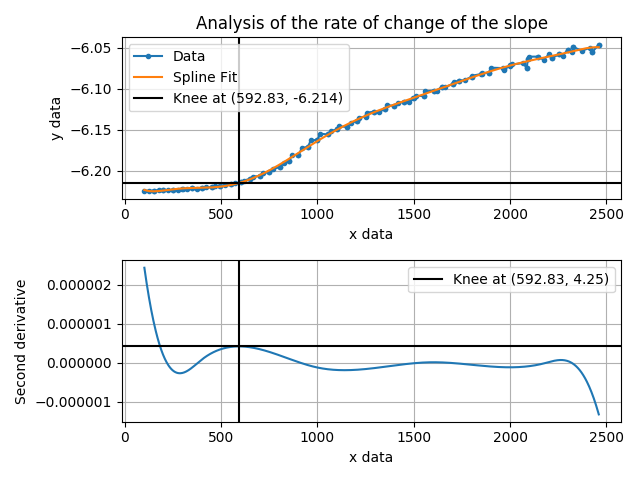 Analysis of the rate of change of the slope
−6.05
−6.10
−6.15
−6.20
y data
Data
Spline Fit
Knee at (592.83, -6.214)
0 500 1000 1500 2000 2500
x data
0.000002
0.000001
0.000000
−0.000001
Second derivative
Knee at (592.83, 4.25)
0 500 1000 1500 2000 2500
x data